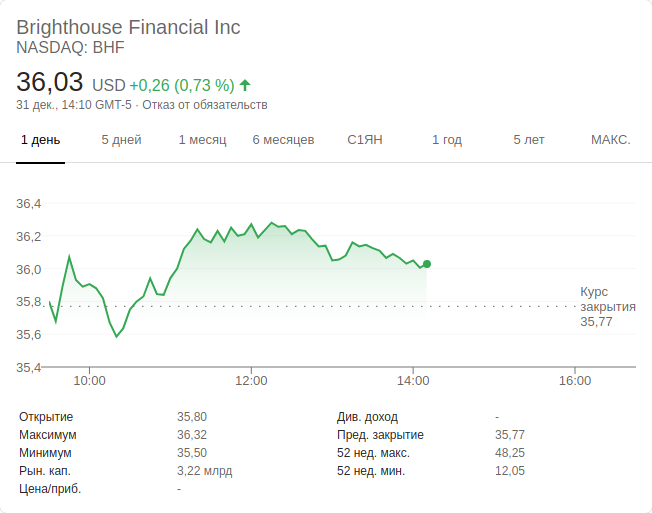 Brighthouse Financial Inc
NASDAQ: BHF
36,03 USD +0,26 (0,73 %)
31 дек., 14:10 GMT-5 · Отказ от обязательств
1 день 5 дней 1 месяц 6 месяцев С1ЯН 1 год 5 лет МАКС.
36,4
36,2
36,0
35,8
35,6
35,4
Курс
закрытия
35,77
10:00 12:00 14:00 16:00
Открытие 35,80 Див. доход -
Максимум 36,32 Пред. закрытие 35,77
Минимум 35,50 52 нед. макс. 48,25
Рын. кап. 3,22 млрд 52 нед. мин. 12,05
Цена/приб. -